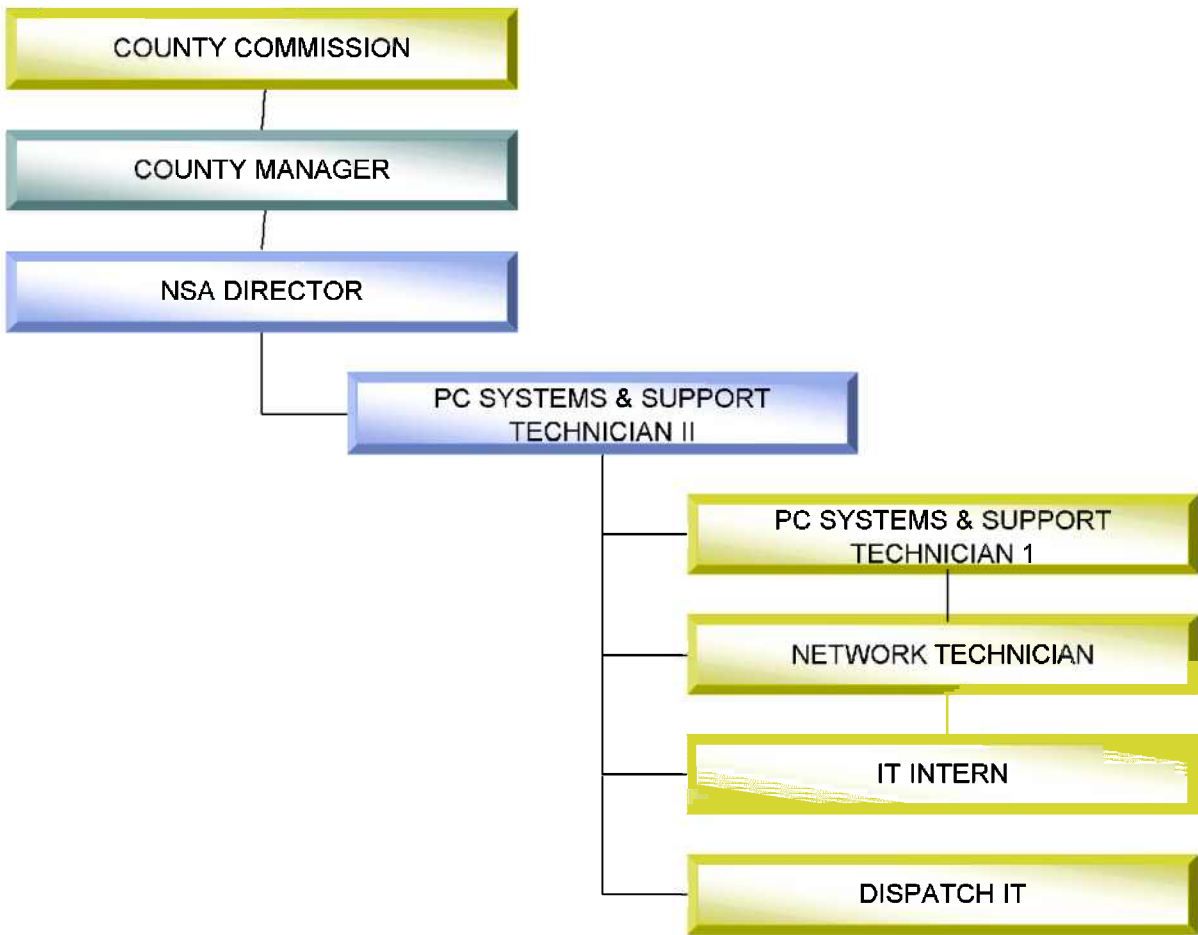 COUNTY COMMISSION
COUNTY MANAGER
NSA DIRECTOR
PC SYSTEMS & SUPPORT
TECHNICIAN II
PC SYSTEMS & SUPPORT
TECHNICIAN 1
NETWORK TECHNICIAN
IT INTERN
DISPATCH IT